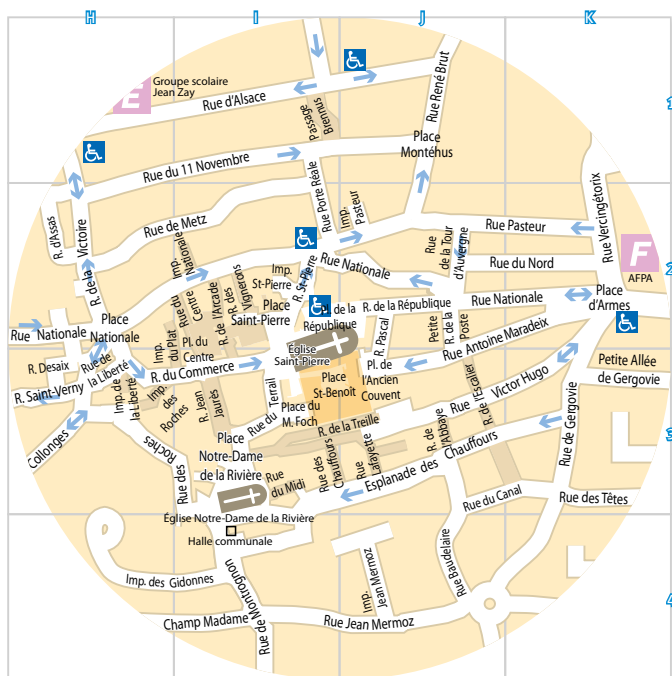 H
I
J
K
1
2
3
4
E
Groupe scolaire
Jean Zay
Rue d'Alsace
Passage
Brennus
Rue René Brut
Place
Montéhus
Rue du 11 Novembre
R. d'Assas
R. de la Victoire
Rue de Metz
Rue Porte Réale
Imp.
Pasteur
Rue Pasteur
Rue Vercingétorix
F
AFPA
Rue
de la Tour
d'Auvergne
Rue du Nord
Imp.
Nationale
Rue du
Centre
R. de l'Arcade
R. des
Vignerons
Imp.
St-Pierre
R. St-Pierre
Rue Nationale
Place
Saint-Pierre
Pl. de la
République
R. de la République
Rue Nationale
Place
d'Armes
Rue Nationale
Place
Nationale
Imp.
du Plat
Pl. du
Centre
Église
Saint-Pierre
R. Pascal
Petite
R. de la
Poste
Rue Antoine Maradeix
R. Desaix
Rue de
la Liberté
R. Saint-Verny
R. du Commerce
Imp. de
la Liberté
Imp.
des
Roches
R. Jean
Jaurès
Rue du Terrail
Place
St-Benoît
Pl. de
l'Ancien
Couvent
Place du
M. Foch
R. de la Treille
Rue Victor Hugo
R. de l'Escalier
Petite Allée
de Gergovie
Collonges
Rue des Roches
Place
Notre-Dame
de la Rivière
Rue
du Midi
Rue des
Chauffours
Rue
Lafayette
R. de
l'Abbaye
Esplanade des Chauffours
Rue de Gergovie
Rue du Canal
Rue des Têtes
Église Notre-Dame de la Rivière
Halle communale
Imp. des Gidonnes
Rue de Montrognon
Champ Madame
Imp.
Jean Mermoz
Rue Jean Mermoz
Rue Baudelaire